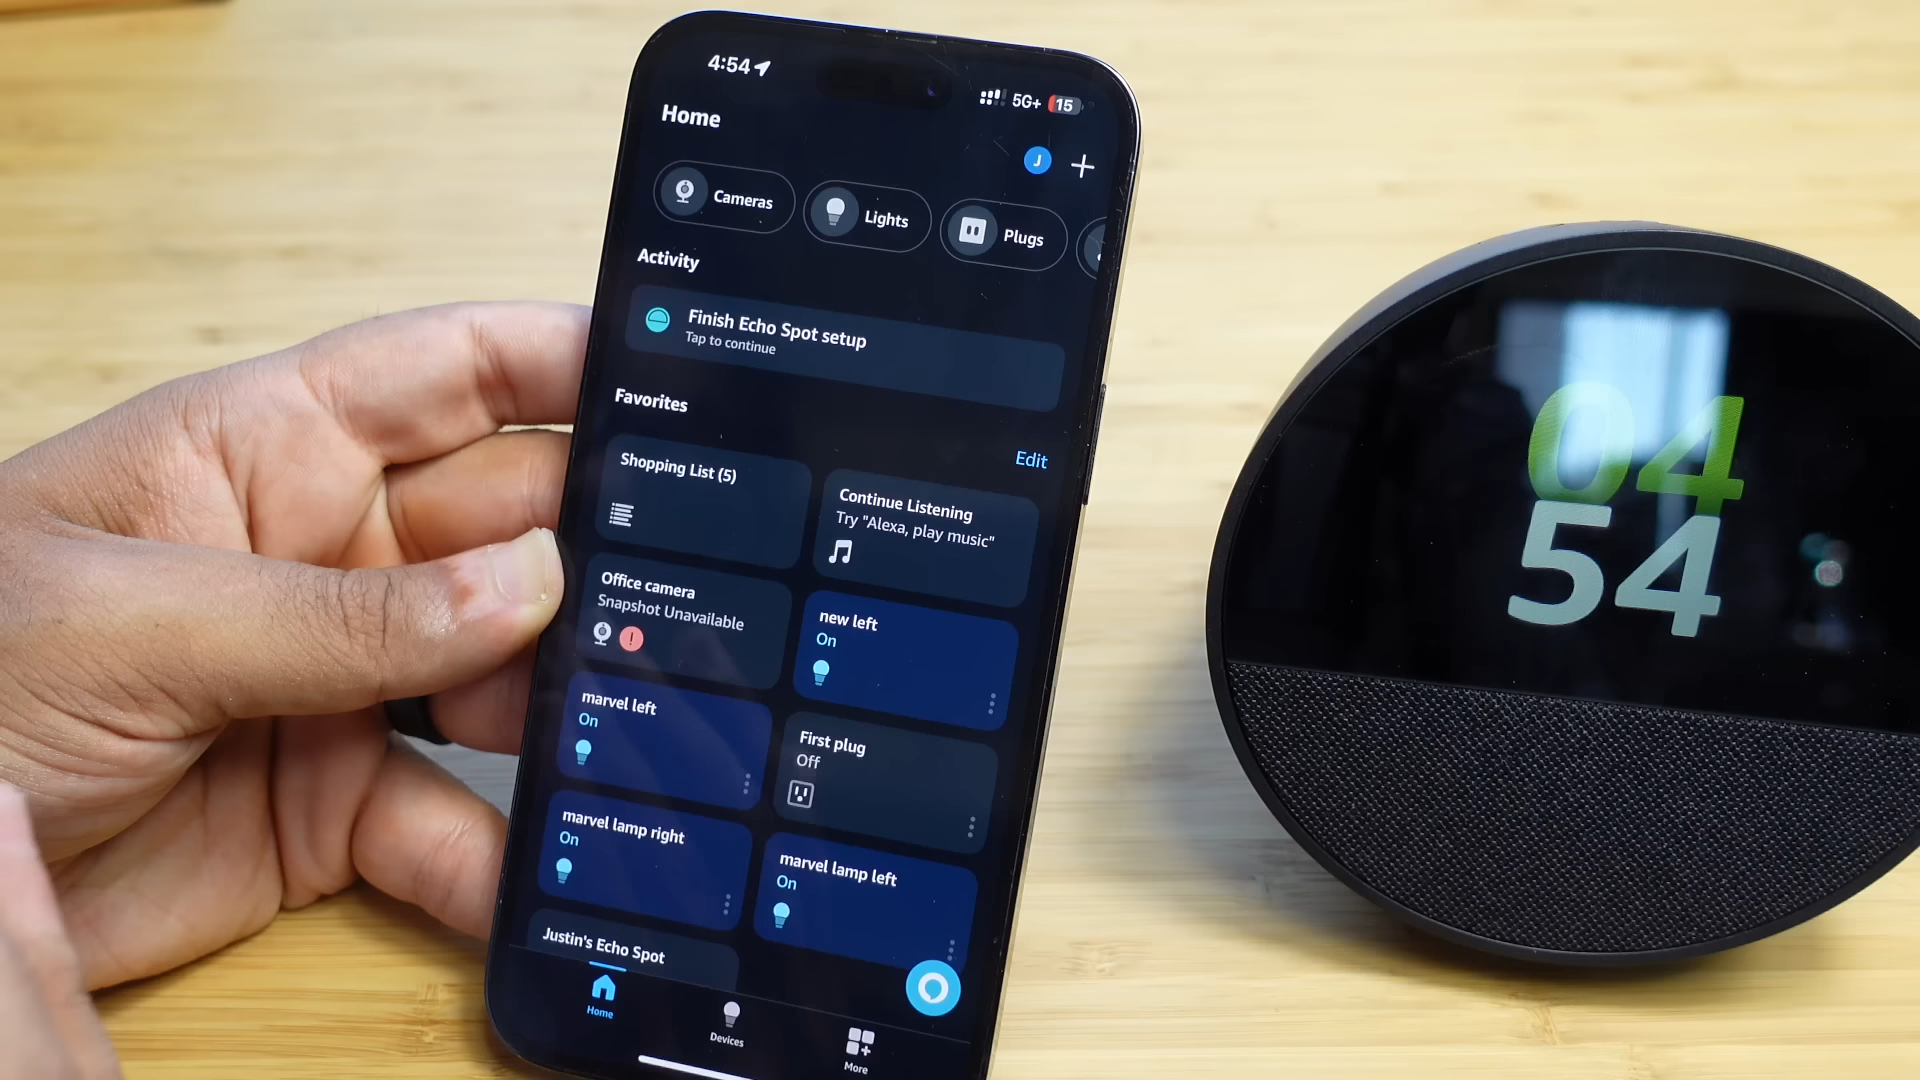 4:54
5G+ 15
Home
J
Cameras
Lights
Plugs
Activity
Finish Echo Spot setup
Tap to continue
Favorites
Edit
Shopping List (5)
Continue Listening
Try "Alexa, play music"
Office camera
Snapshot Unavailable
new left
On
marvel left
On
First plug
Off
marvel lamp right
On
marvel lamp left
On
Justin's Echo Spot
Home
Devices
More
04
54